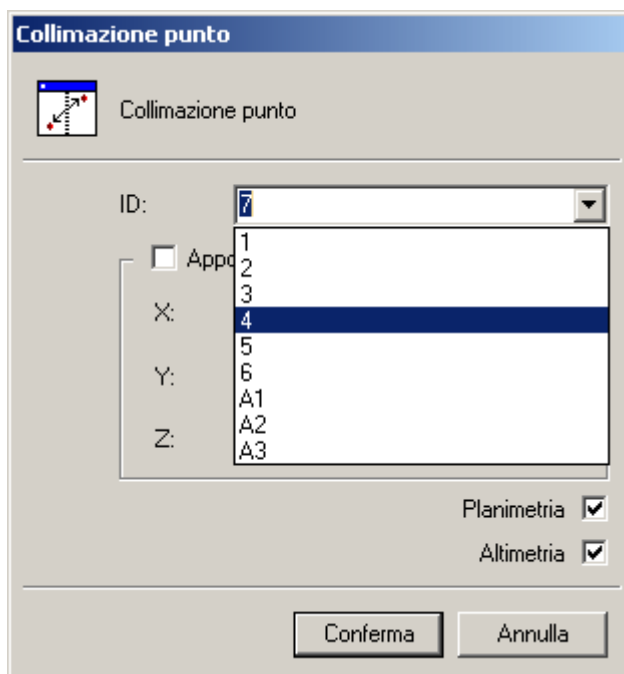 Collimazione punto
Collimazione punto
ID: 7
1
2
3
4
5
6
A1
A2
A3
X:
Y:
Z:
Planimetria
Altimetria
Conferma Annulla